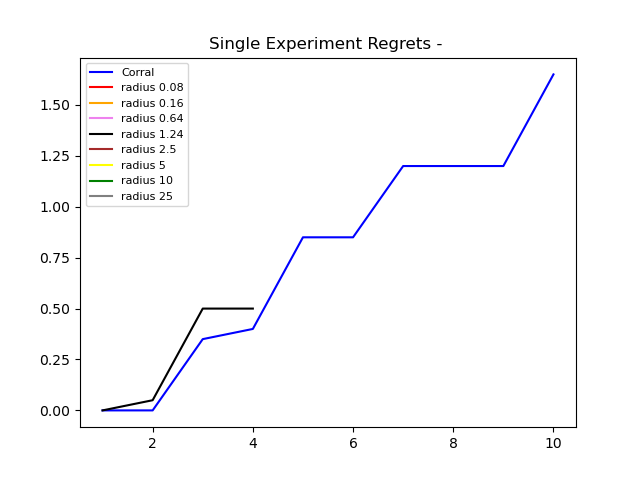 Single Experiment Regrets -
Corral
radius 0.08
radius 0.16
radius 0.64
radius 1.24
radius 2.5
radius 5
radius 10
radius 25
1.50
1.25
1.00
0.75
0.50
0.25
0.00
2 4 6 8 10